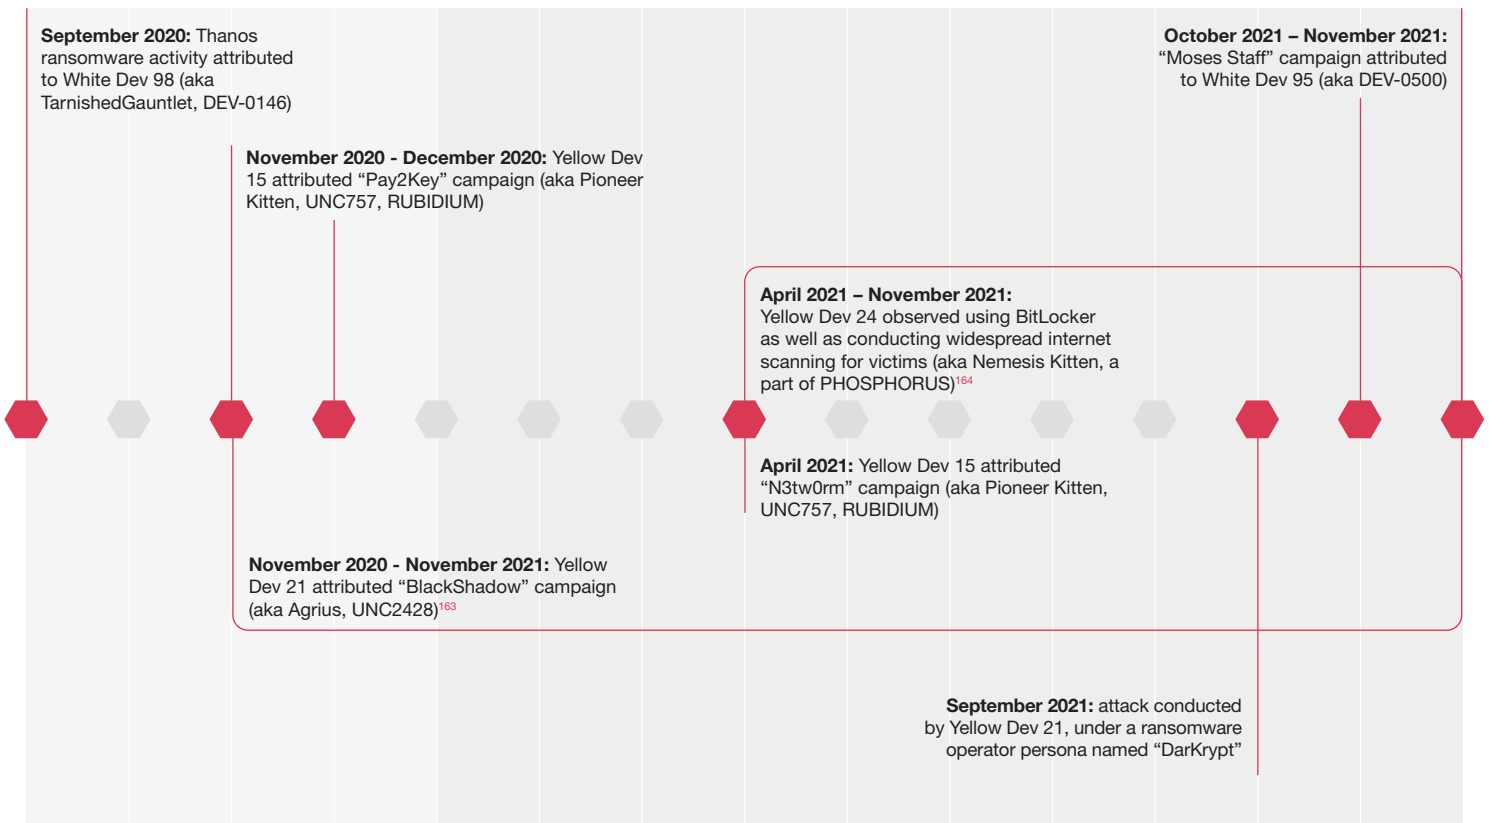 September 2020: Thanos
ransomware activity attributed
to White Dev 98 (aka
TarnishedGauntlet, DEV-0146)
October 2021 – November 2021:
“Moses Staff” campaign attributed
to White Dev 95 (aka DEV-0500)
November 2020 - December 2020: Yellow Dev
15 attributed “Pay2Key” campaign (aka Pioneer
Kitten, UNC757, RUBIDIUM)
April 2021 – November 2021:
Yellow Dev 24 observed using BitLocker
as well as conducting widespread internet
scanning for victims (aka Nemesis Kitten, a
part of PHOSPHORUS)164
April 2021: Yellow Dev 15 attributed
“N3tw0rm” campaign (aka Pioneer Kitten,
UNC757, RUBIDIUM)
November 2020 - November 2021: Yellow
Dev 21 attributed “BlackShadow” campaign
(aka Agrius, UNC2428)163
September 2021: attack conducted
by Yellow Dev 21, under a ransomware
operator persona named “DarKrypt”